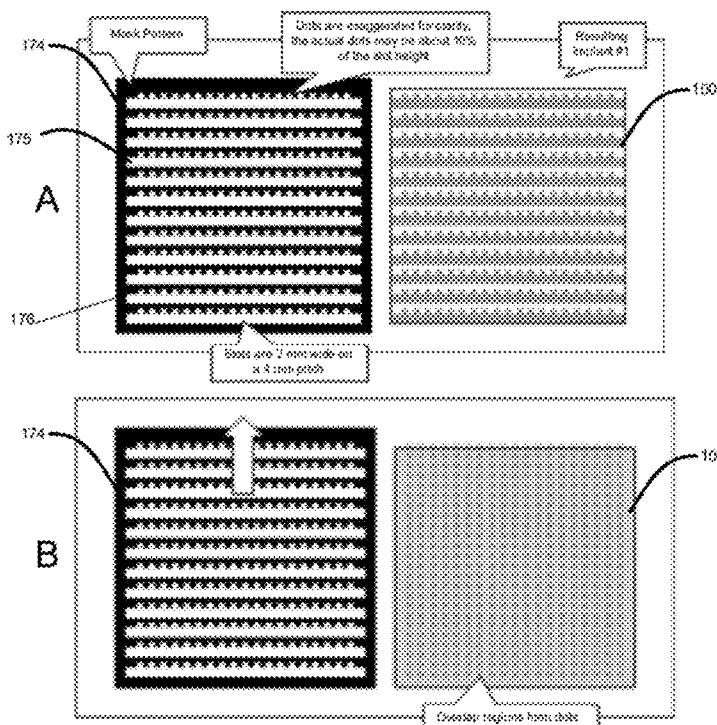 174
Mask Pattern
Dots are exaggerated for clarity,
the actual dots may be about 10%
of the slot height
Resulting
Implant #1
100
175
A
176
Slots are 2 mm wide on
a 4 mm pitch
174
10
B
Overlap regions from dots